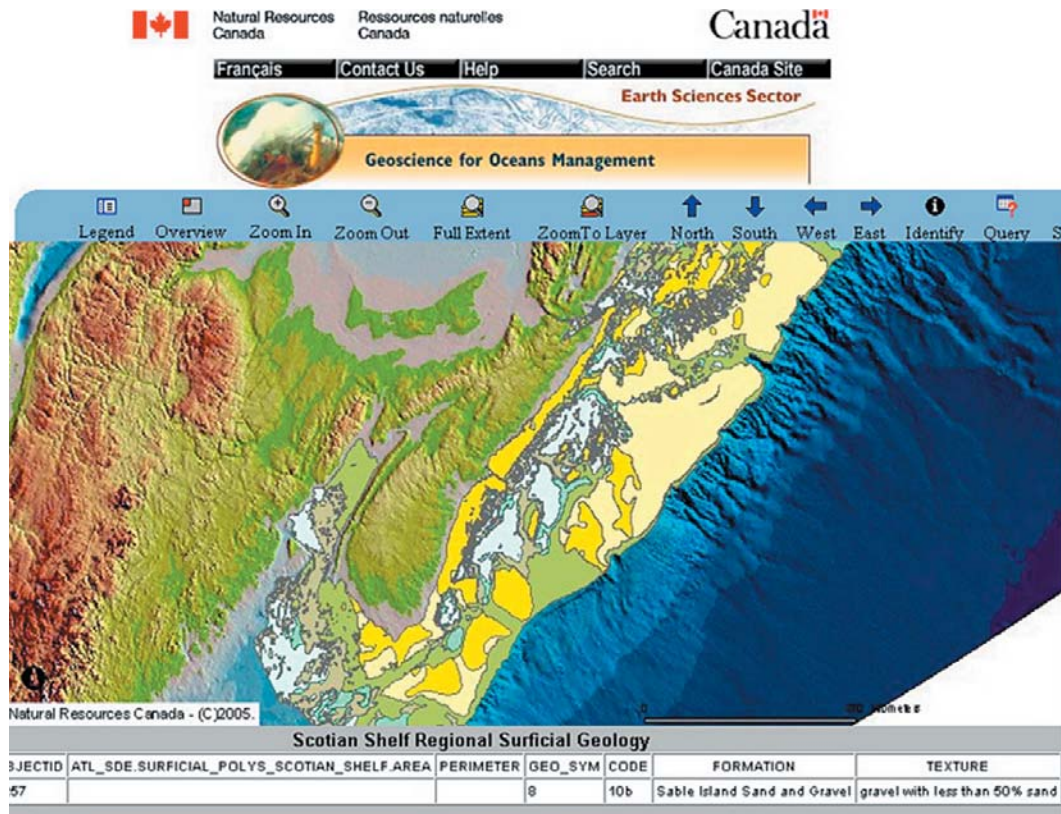 Natural Resources Canada
Ressources naturelles Canada
Canada
Français Contact Us Help Search Canada Site
Earth Sciences Sector
Geoscience for Oceans Management
Legend Overview Zoom In Zoom Out Full Extent ZoomTo Layer North South West East Identify Query S
0
Natural Resources Canada - (C)2005.
Scotian Shelf Regional Surficial Geology
BJECTID ATL_SDE.SURFICIAL_POLYS_SCOTIAN_SHELF.AREA PERIMETER GEO_SYM CODE FORMATION TEXTURE
257 8 10b Sable Island Sand and Gravel gravel with less than 50% sand